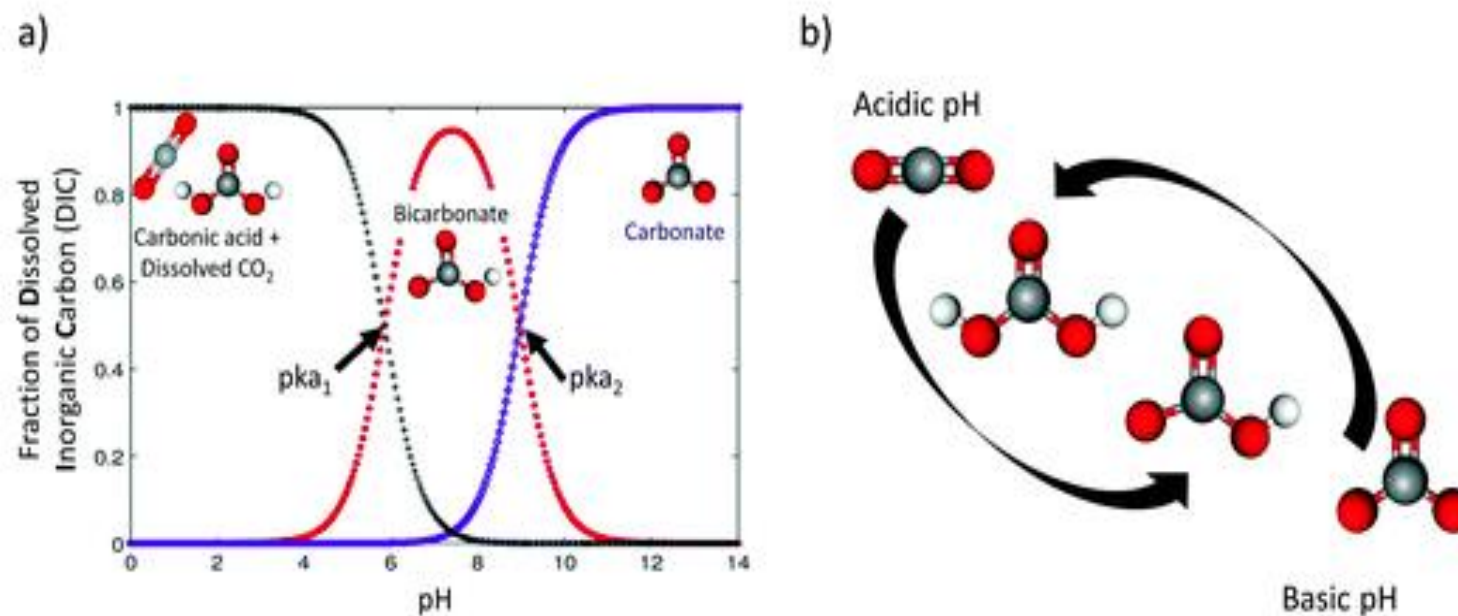 a)
Fraction of Dissolved
Inorganic Carbon (DIC)
1
0.8
0.6
0.4
0.2
0
Carbonic acid +
Dissolved CO₂
Bicarbonate
Carbonate
pka₁
pka₂
0 2 4 6 8 10 12 14
pH
b)
Acidic pH
Basic pH